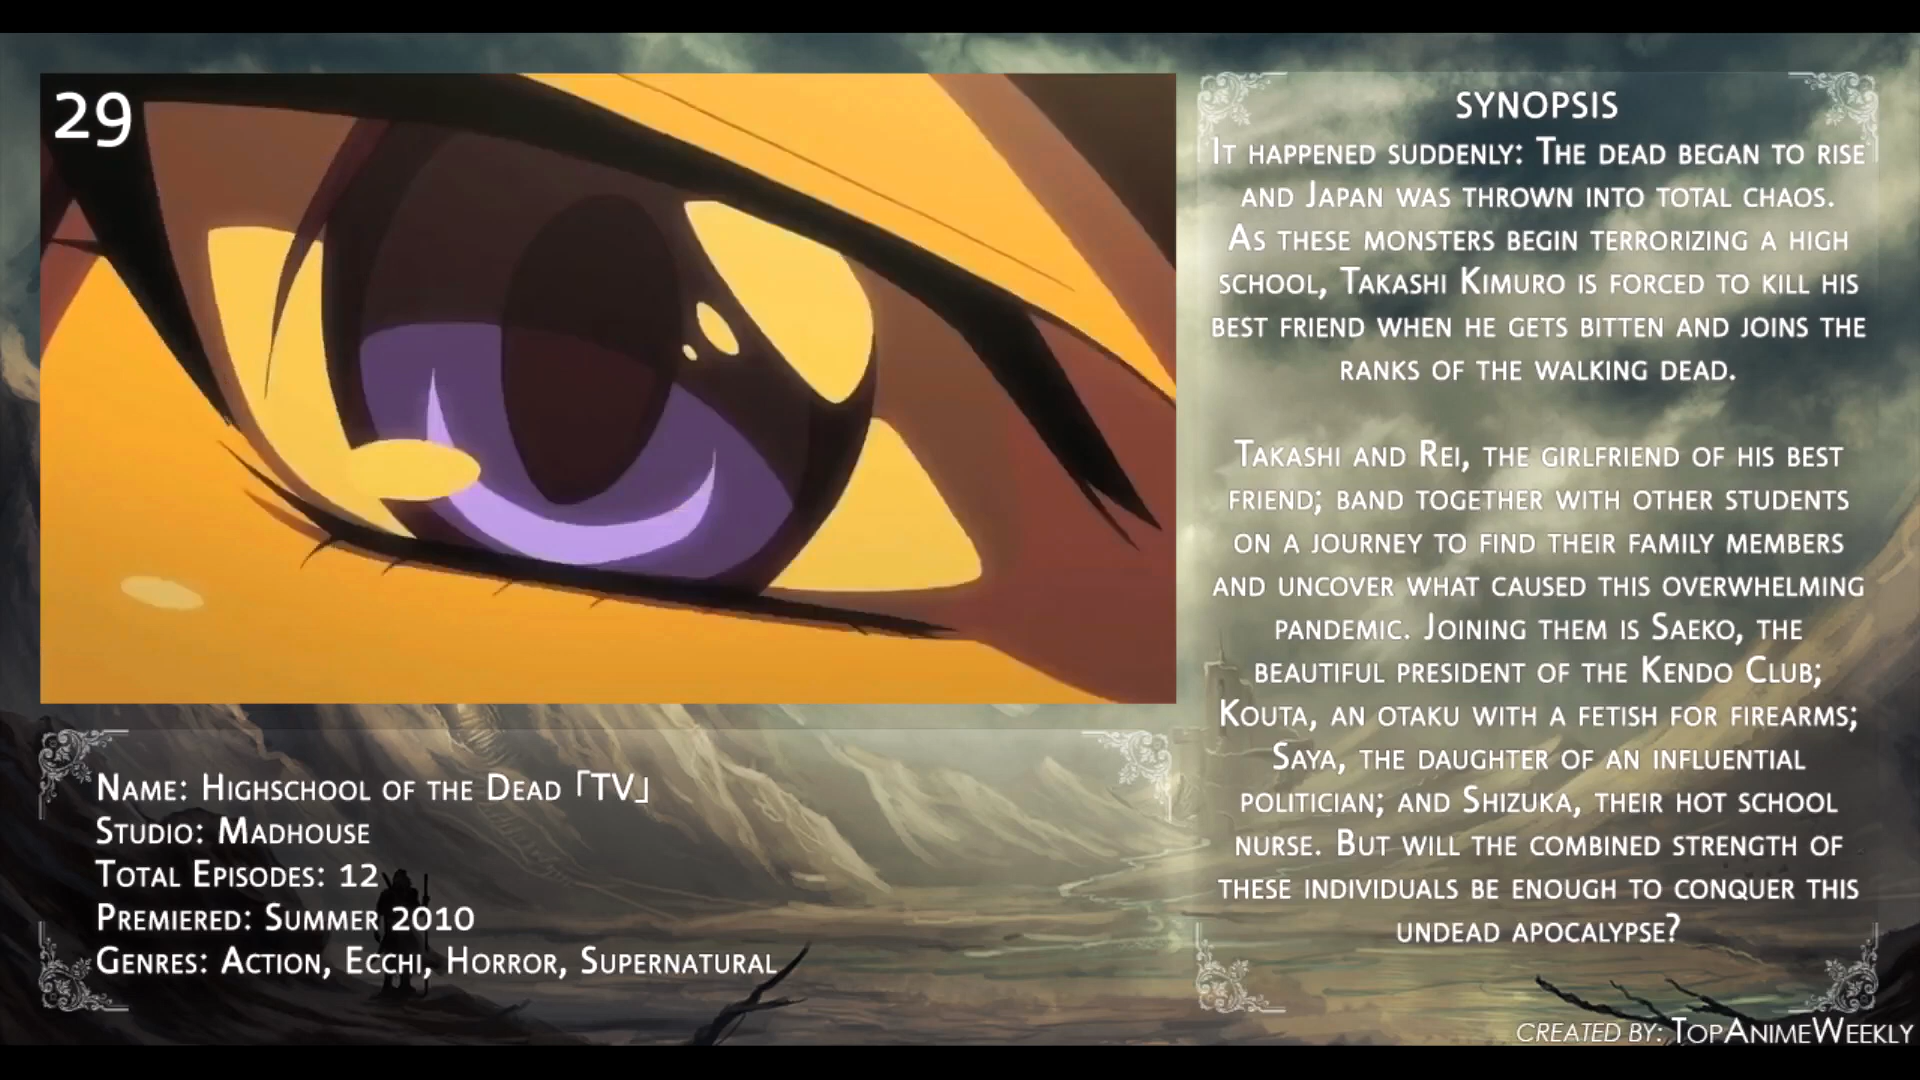 29
SYNOPSIS
It happened suddenly: The dead began to rise
and Japan was thrown into total chaos.
As these monsters begin terrorizing a high
school, Takashi Kimuro is forced to kill his
best friend when he gets bitten and joins the
ranks of the walking dead.
Takashi and Rei, the girlfriend of his best
friend; band together with other students
on a journey to find their family members
and uncover what caused this overwhelming
pandemic. Joining them is Saeko, the
beautiful president of the Kendo Club;
Kouta, an otaku with a fetish for firearms;
Saya, the daughter of an influential
politician; and Shizuka, their hot school
nurse. But will the combined strength of
these individuals be enough to conquer this
undead apocalypse?
Name: Highschool of the Dead「TV」
Studio: Madhouse
Total Episodes: 12
Premiered: Summer 2010
Genres: Action, Ecchi, Horror, Supernatural
CREATED BY: TopAnimeWeekly